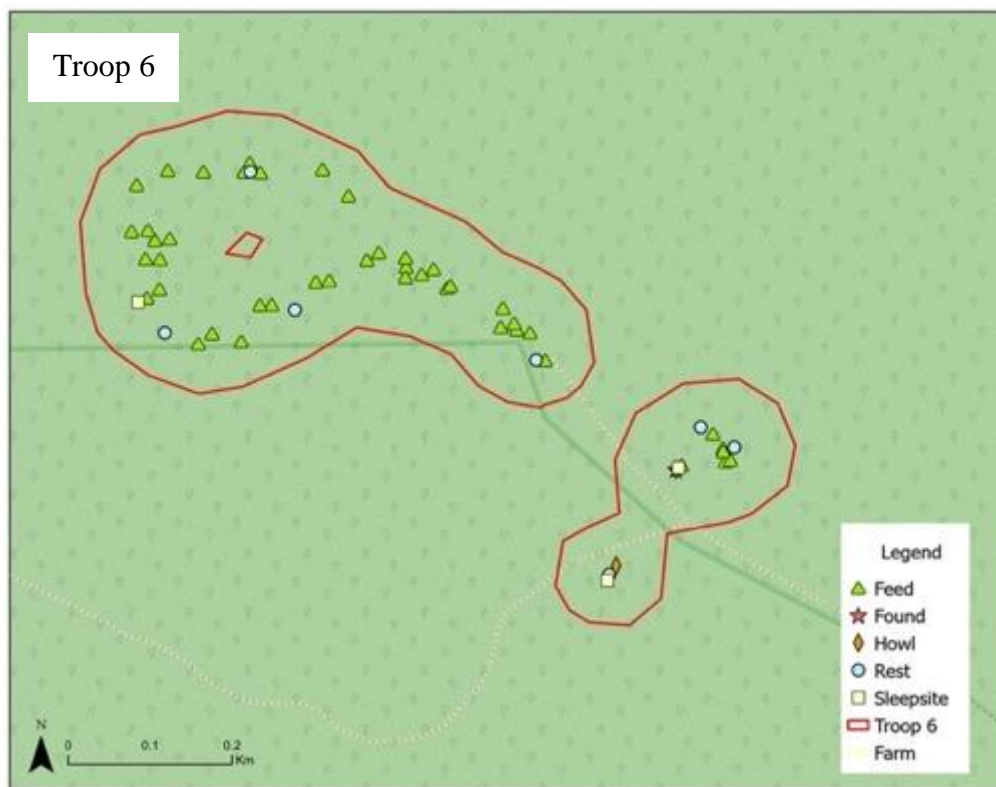 Troop 6
Legend
Feed
Found
Howl
Rest
Sleepsite
Troop 6
Farm
N
0 0.1 0.2
Km